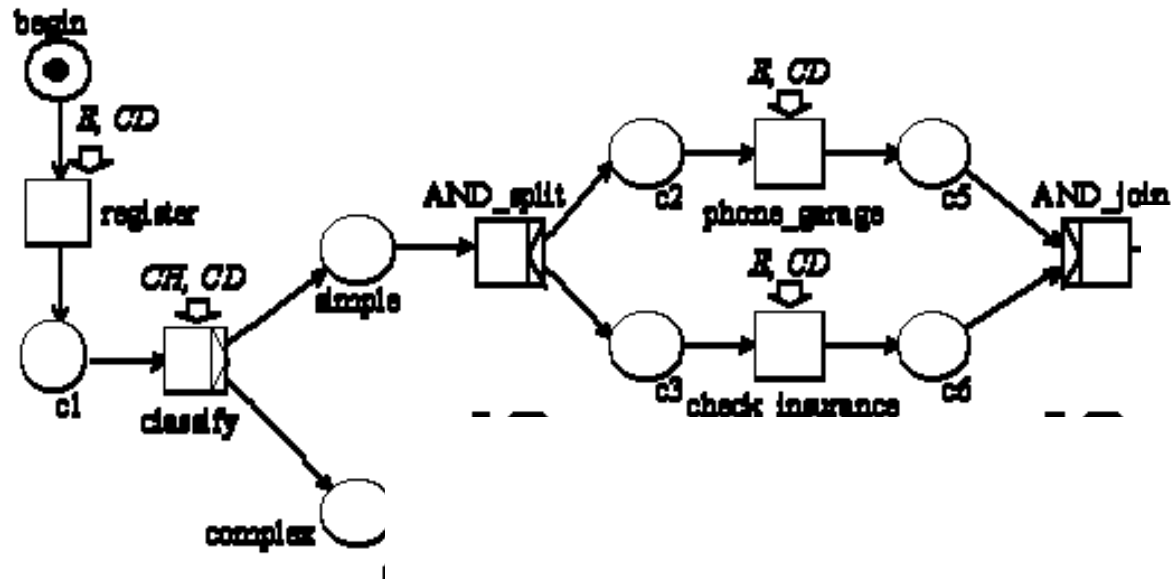 begin
E, CD
register
c1
CH, CD
classify
simple
complex
AND_split
c2
E, CD
phone_garage
c5
AND_join
c3
E, CD
check_insurance
c6